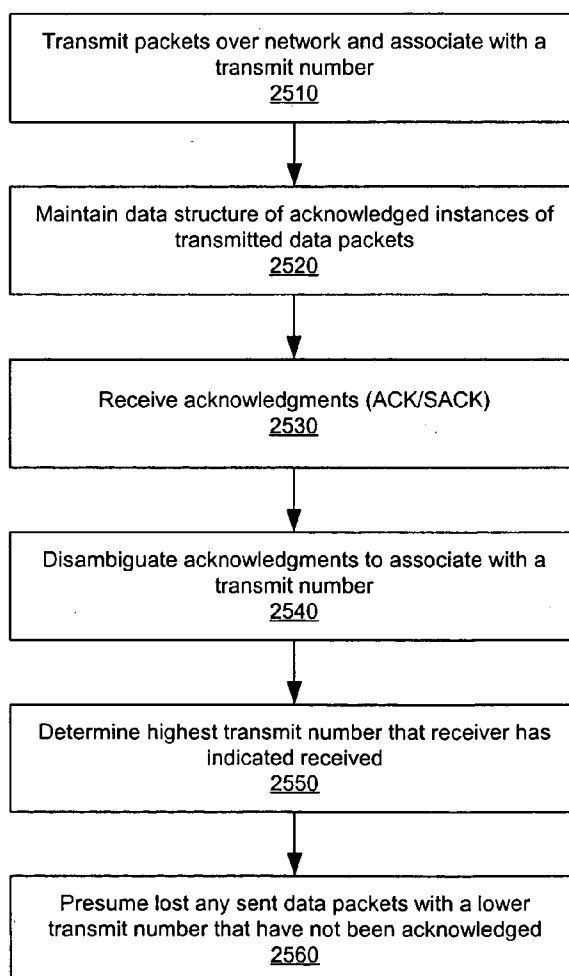 Transmit packets over network and associate with a
transmit number
2510
Maintain data structure of acknowledged instances of
transmitted data packets
2520
Receive acknowledgments (ACK/SACK)
2530
Disambiguate acknowledgments to associate with a
transmit number
2540
Determine highest transmit number that receiver has
indicated received
2550
Presume lost any sent data packets with a lower
transmit number that have not been acknowledged
2560